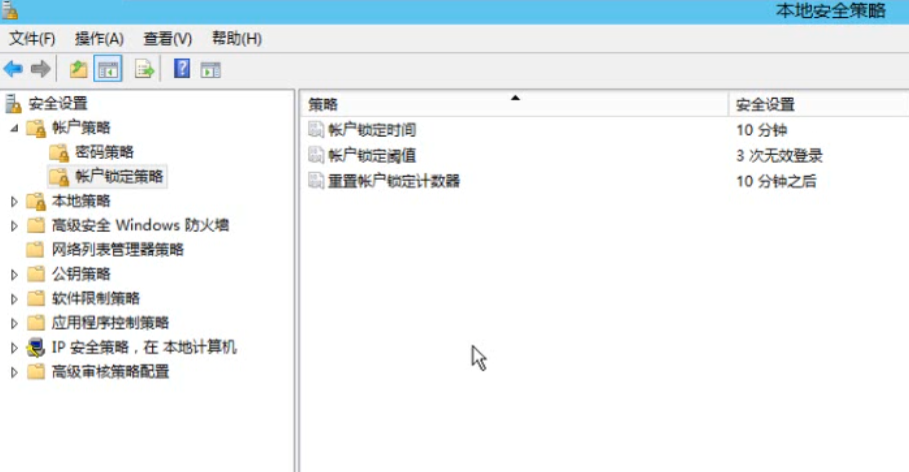 本地安全策略
文件(F) 操作(A) 查看(V) 帮助(H)
安全设置
帐户策略
密码策略
帐户锁定策略
本地策略
高级安全 Windows 防火墙
网络列表管理器策略
公钥策略
软件限制策略
应用程序控制策略
IP 安全策略，在 本地计算机
高级审核策略配置
策略 安全设置
帐户锁定时间 10 分钟
帐户锁定阈值 3 次无效登录
重置帐户锁定计数器 10 分钟之后